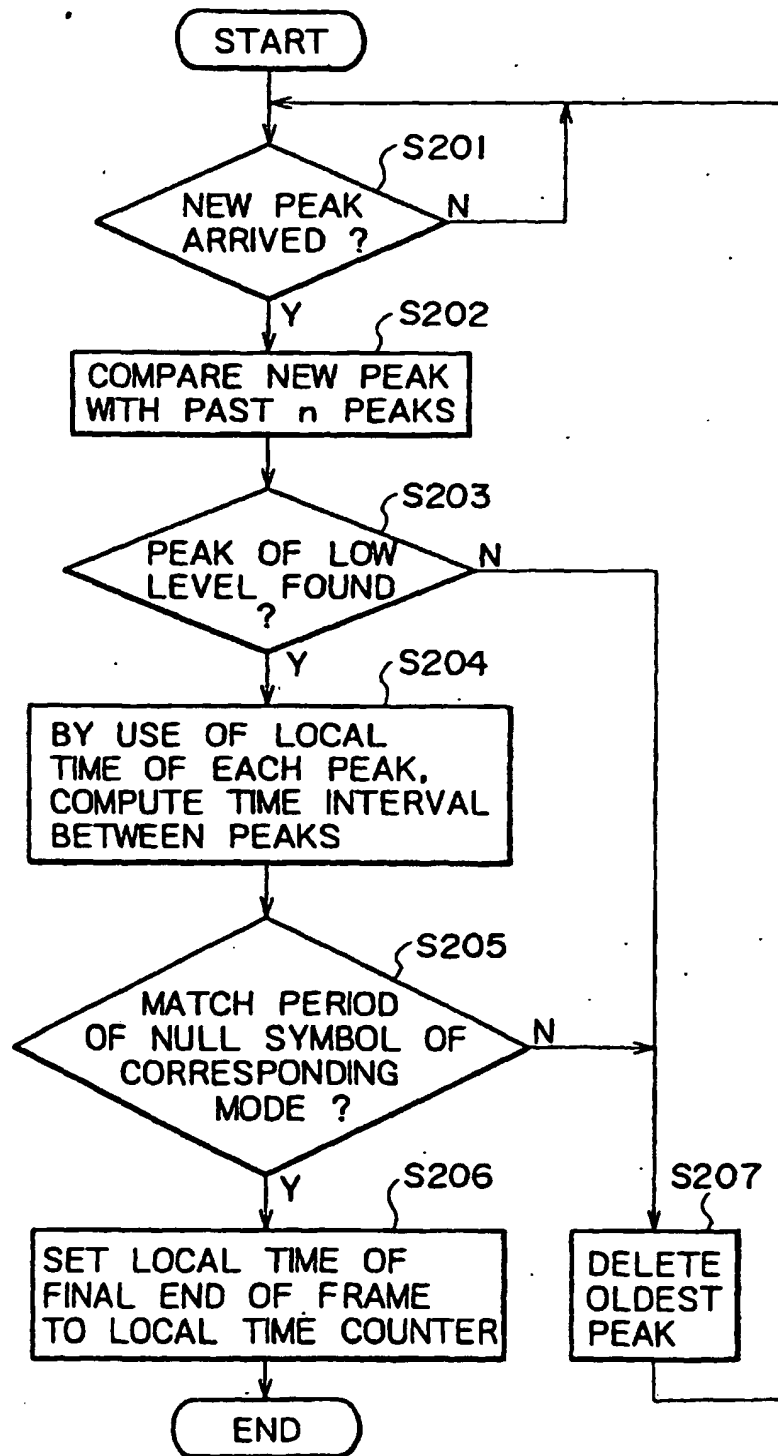 START
S201
NEW PEAK
ARRIVED ?
N
Y
S202
COMPARE NEW PEAK
WITH PAST n PEAKS
S203
PEAK OF LOW
LEVEL FOUND
?
N
Y
S204
BY USE OF LOCAL
TIME OF EACH PEAK,
COMPUTE TIME INTERVAL
BETWEEN PEAKS
S205
MATCH PERIOD
OF NULL SYMBOL OF
CORRESPONDING
MODE ?
N
Y
S206
SET LOCAL TIME OF
FINAL END OF FRAME
TO LOCAL TIME COUNTER
S207
DELETE
OLDEST
PEAK
END